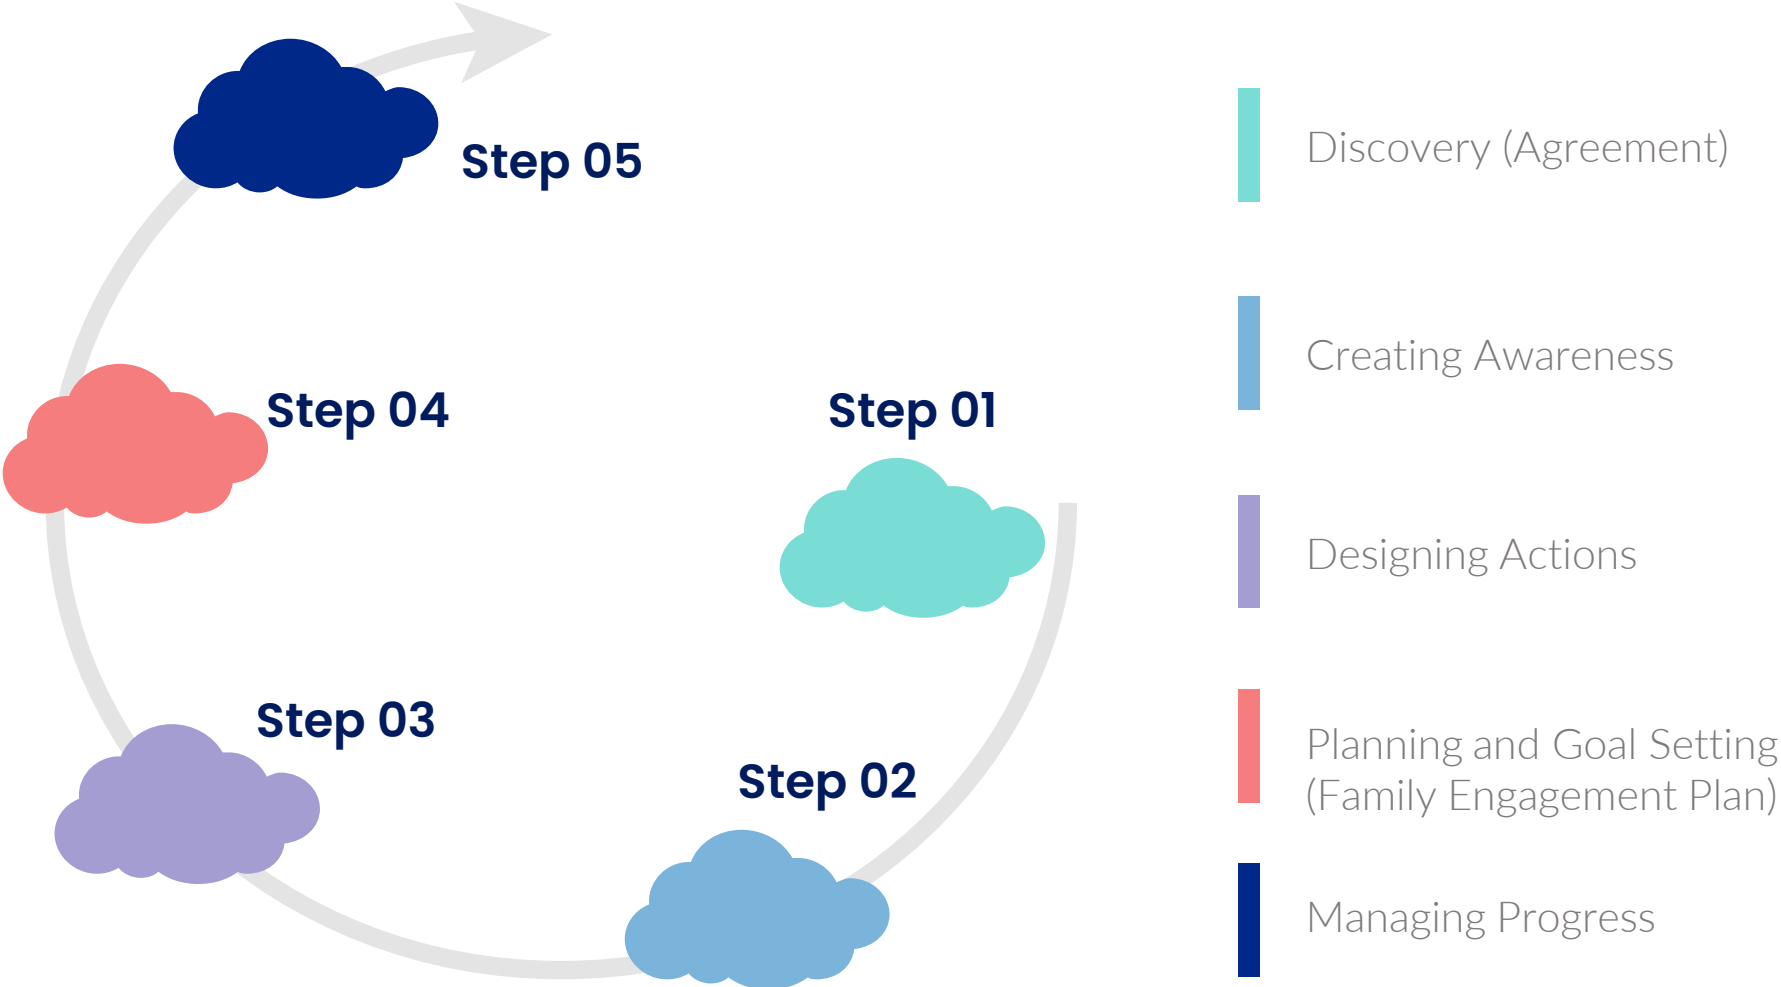 Step 05
Step 04
Step 01
Step 03
Step 02
Discovery (Agreement)
Creating Awareness
Designing Actions
Planning and Goal Setting
(Family Engagement Plan)
Managing Progress